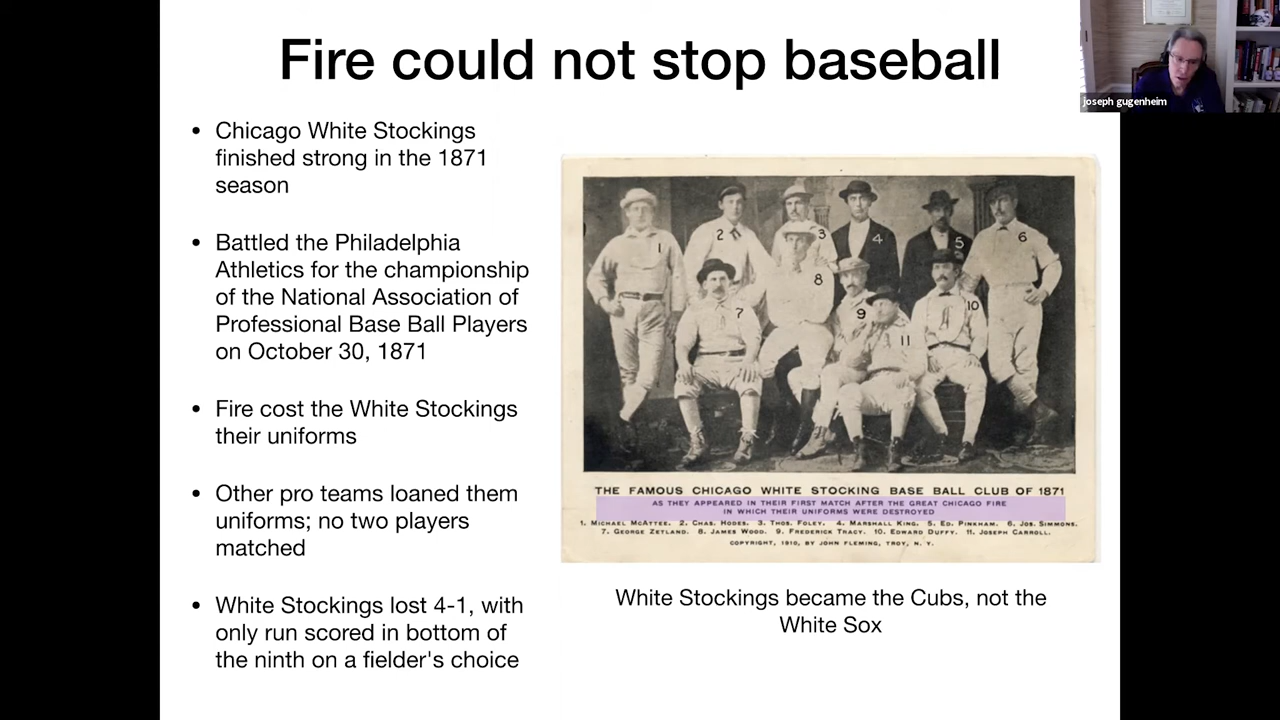 Fire could not stop baseball
joseph gugenheim
• Chicago White Stockings
finished strong in the 1871
season
• Battled the Philadelphia
Athletics for the championship
of the National Association of
Professional Base Ball Players
on October 30, 1871
• Fire cost the White Stockings
their uniforms
• Other pro teams loaned them
uniforms; no two players
matched
• White Stockings lost 4-1, with
only run scored in bottom of
the ninth on a fielder's choice
1
2
3
4
5
6
7
8
9
10
11
THE FAMOUS CHICAGO WHITE STOCKING BASE BALL CLUB OF 1871
AS THEY APPEARED IN THEIR FIRST MATCH AFTER THE GREAT CHICAGO FIRE
IN WHICH THEIR UNIFORMS WERE DESTROYED
1. MICHAEL MCATTEE. 2. CHAS. HODES. 3. THOS. FOLEY. 4. MARSHALL KING. 5. ED. PINKHAM. 6. JOS. SIMMONS.
7. GEORGE ZETLAND. 8. JAMES WOOD. 9. FREDERICK TRACY. 10. EDWARD DUFFY. 11. JOSEPH CARROLL.
COPYRIGHT, 1910, BY JOHN FLEMING, TROY, N. Y.
White Stockings became the Cubs, not the
White Sox